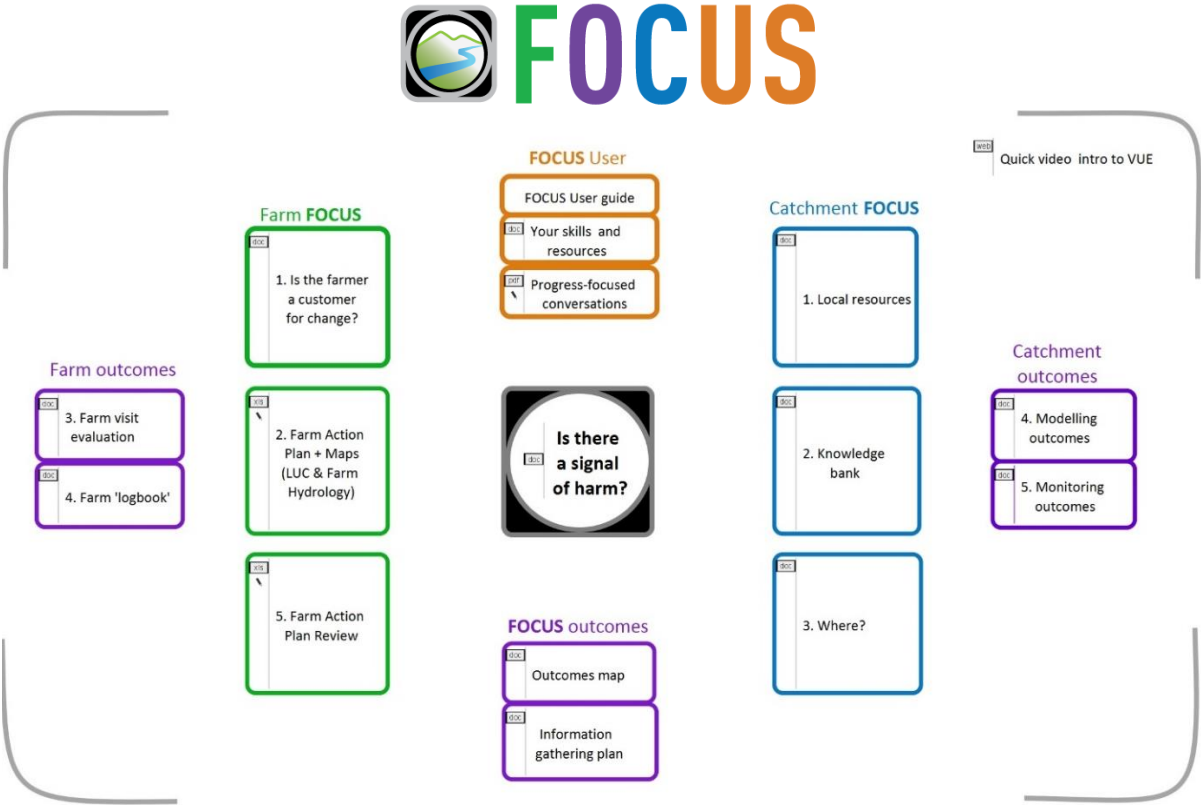 FOCUS
web
Quick video intro to VUE
FOCUS User
FOCUS User guide
doc
Your skills and
resources
pdf
Progress-focused
conversations
Farm FOCUS
doc
1. Is the farmer
a customer
for change?
xls
2. Farm Action
Plan + Maps
(LUC & Farm
Hydrology)
xls
5. Farm Action
Plan Review
Farm outcomes
doc
3. Farm visit
evaluation
doc
4. Farm 'logbook'
doc
Is there
a signal
of harm?
Catchment FOCUS
doc
1. Local resources
doc
2. Knowledge
bank
doc
3. Where?
Catchment
outcomes
doc
4. Modelling
outcomes
doc
5. Monitoring
outcomes
FOCUS outcomes
doc
Outcomes map
doc
Information
gathering plan